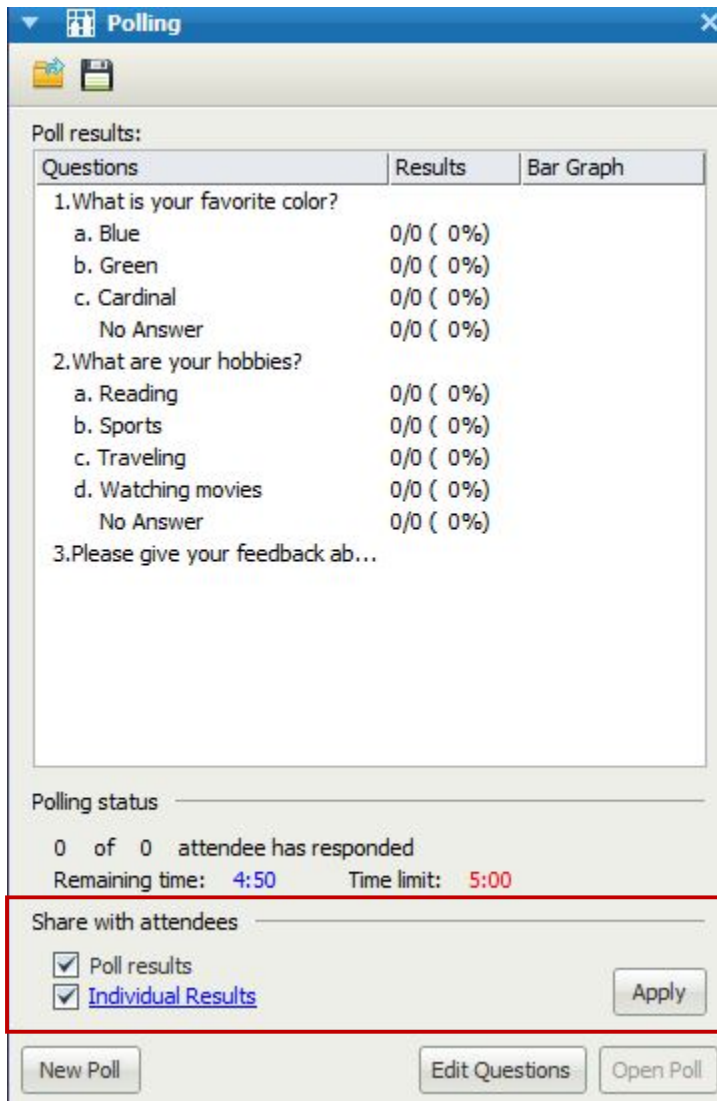 Polling
Poll results:
Questions Results Bar Graph
1.What is your favorite color?
a. Blue 0/0 ( 0%)
b. Green 0/0 ( 0%)
c. Cardinal 0/0 ( 0%)
No Answer 0/0 ( 0%)
2.What are your hobbies?
a. Reading 0/0 ( 0%)
b. Sports 0/0 ( 0%)
c. Traveling 0/0 ( 0%)
d. Watching movies 0/0 ( 0%)
No Answer 0/0 ( 0%)
3.Please give your feedback ab...
Polling status
0 of 0 attendee has responded
Remaining time: 4:50 Time limit: 5:00
Share with attendees
Poll results
Individual Results
Apply
New Poll Edit Questions Open Poll